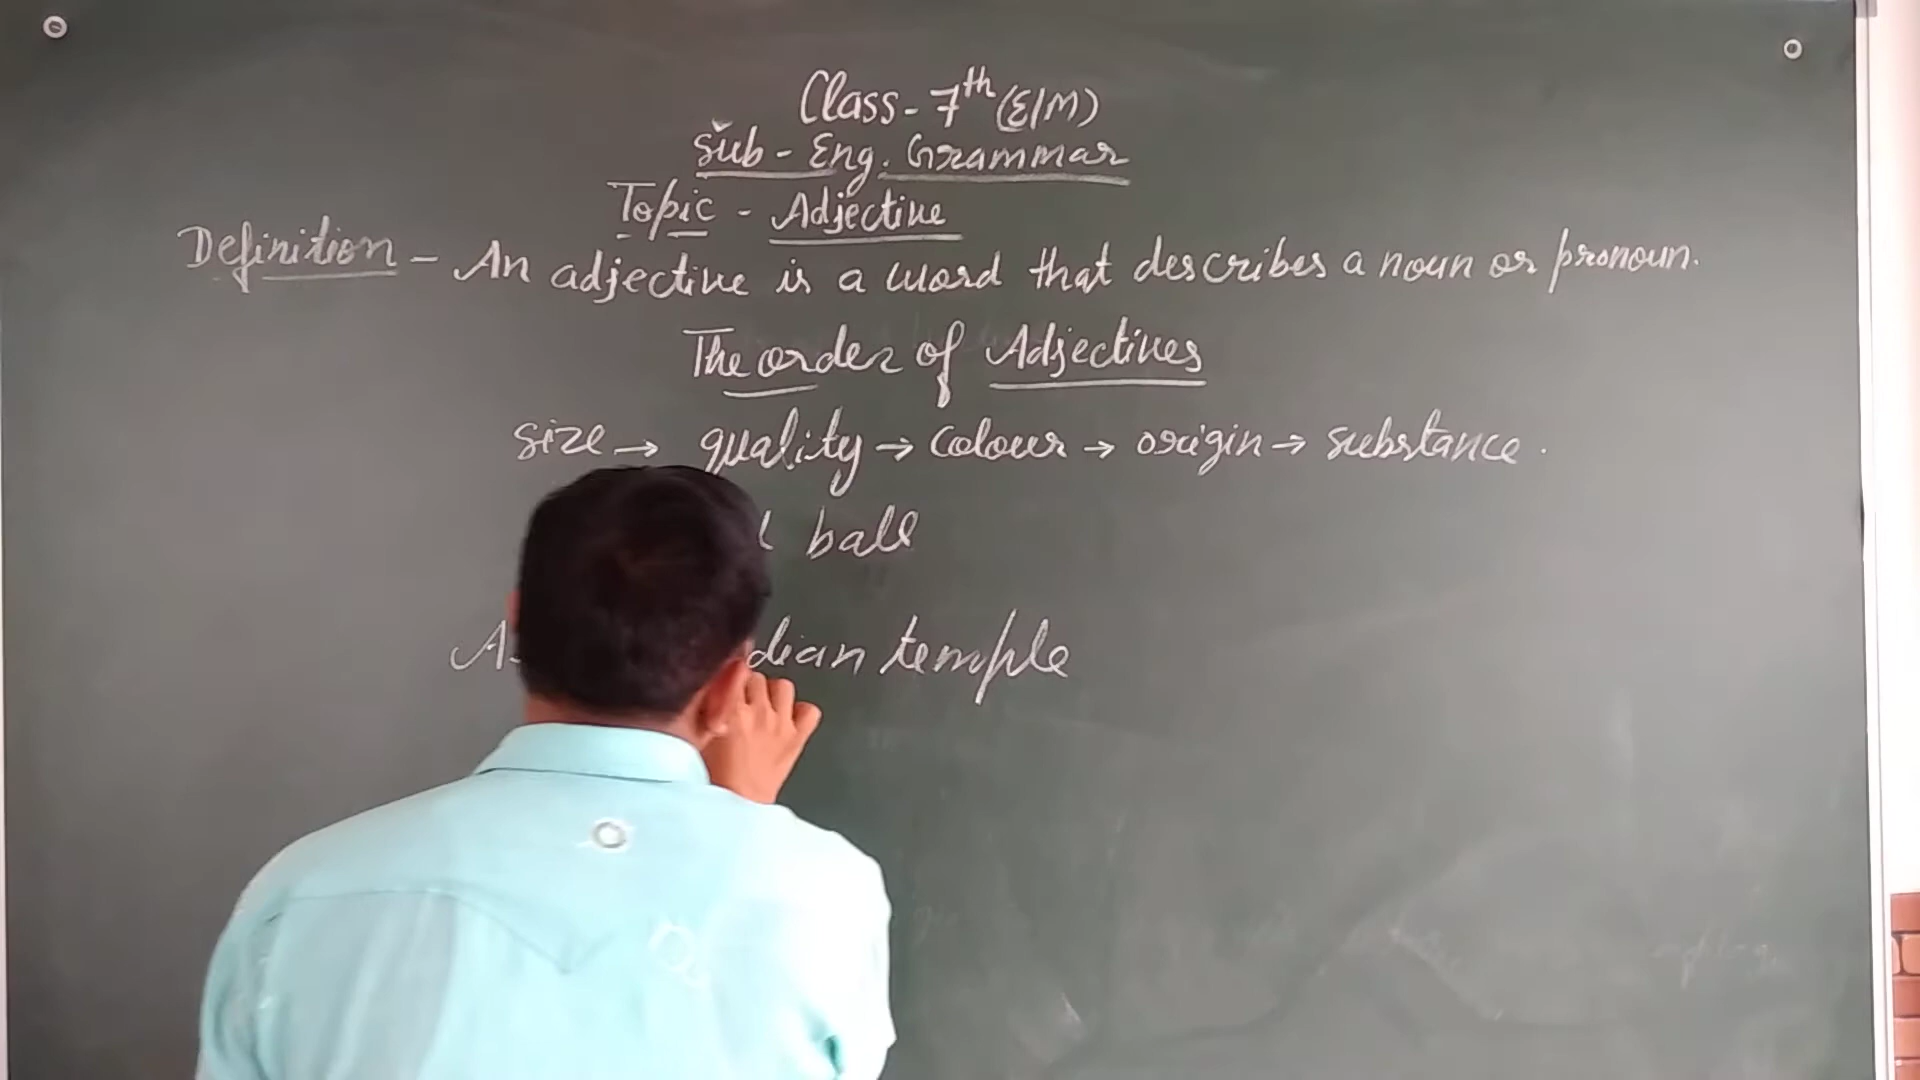 Class - 7th (E/M)
Sub - Eng. Grammar
Topic - Adjective
Definition - An adjective is a word that describes a noun or pronoun.
The order of Adjectives
size → quality → colour → origin → substance.
ball
temple